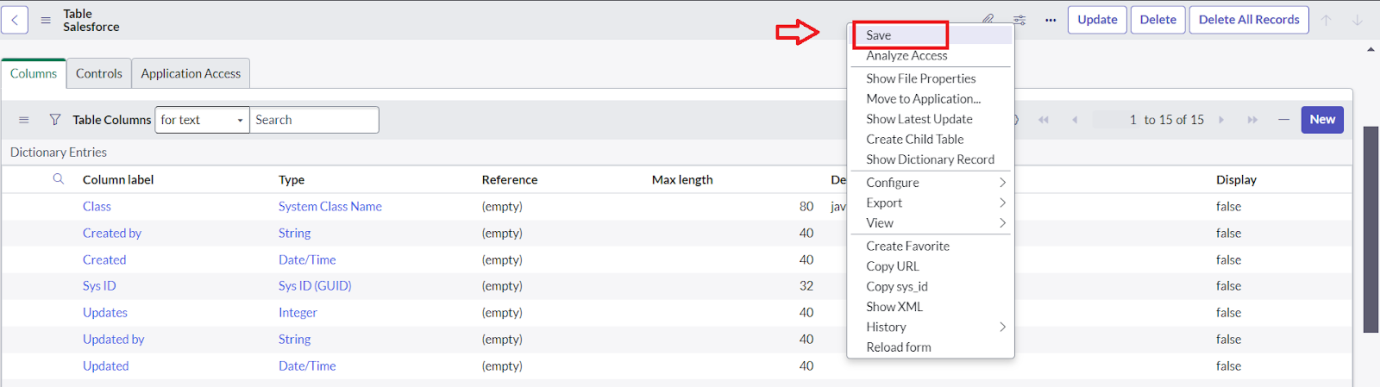 Table
Salesforce
Update
Delete
Delete All Records
Columns
Controls
Application Access
Table Columns
for text
Search
1 to 15 of 15
New
Dictionary Entries
Column label Type Reference Max length De Display
Class System Class Name (empty) 80 jav false
Created by String (empty) 40 false
Created Date/Time (empty) 40 false
Sys ID Sys ID (GUID) (empty) 32 false
Updates Integer (empty) 40 false
Updated by String (empty) 40 false
Updated Date/Time (empty) 40 false
Save
Analyze Access
Show File Properties
Move to Application...
Show Latest Update
Create Child Table
Show Dictionary Record
Configure
Export
View
Create Favorite
Copy URL
Copy sys_id
Show XML
History
Reload form